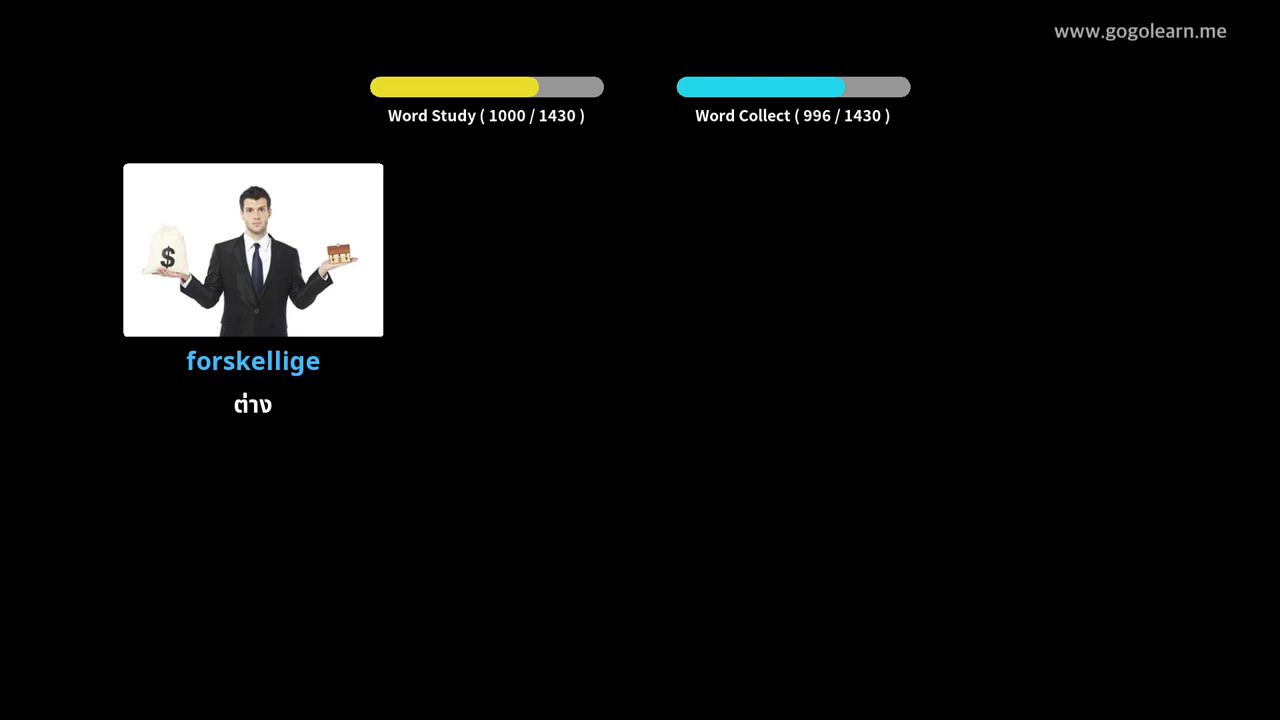 www.gogolearn.me
Word Study ( 1000 / 1430 )
Word Collect ( 996 / 1430 )
$
forskellige
ต่าง